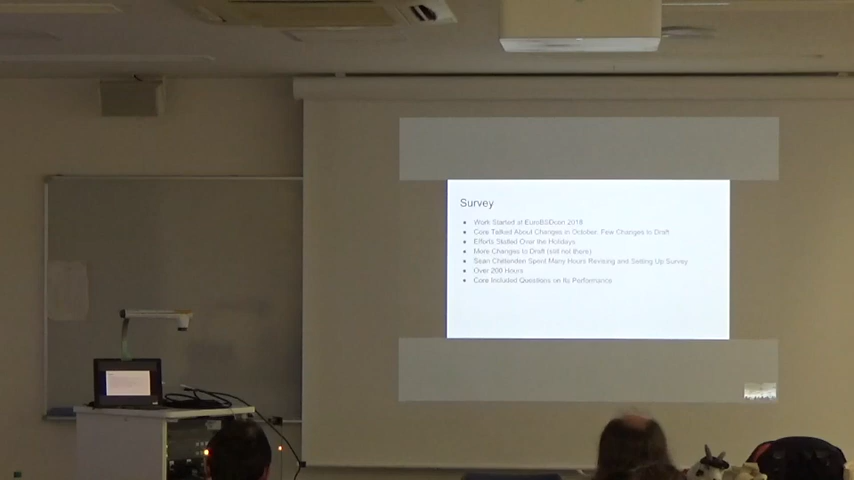 Survey
Work Started at EuroBSDcon 2018
Core Talked About Changes in October, Few Changes to Draft
Efforts Stalled Over the Holidays
More Changes to Draft (still not there)
Sean Chittenden Spent Many Hours Revising and Setting Up Survey
Over 200 Hours
Core Included Questions on Its Performance